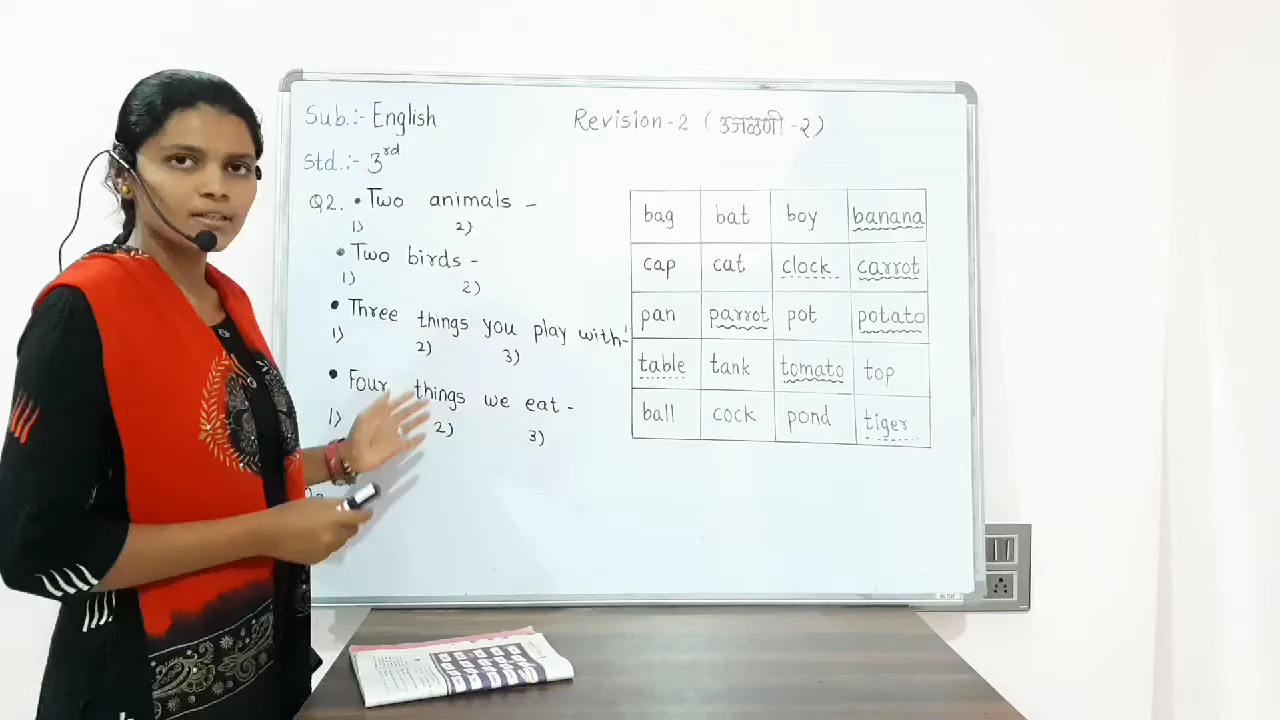 Sub.:- English
Revision-2 (उजळणी-२)
Std.:- 3rd
Q2. • Two animals -
1) 2)
• Two birds -
1) 2)
• Three things you play with-
1) 2) 3)
• Four things we eat -
1) 2) 3)
bag bat boy banana
cap cat clock carrot
pan parrot pot potato
table tank tomato top
ball cock pond tiger